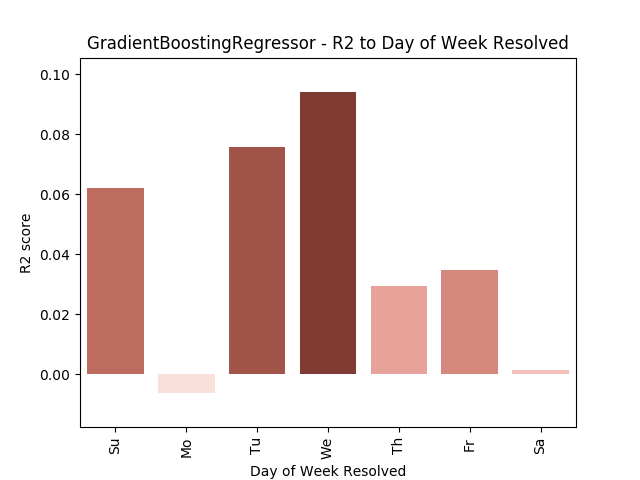 GradientBoostingRegressor - R2 to Day of Week Resolved
0.10
0.08
0.06
0.04
0.02
0.00
R2 score
Su
Mo
Tu
We
Th
Fr
Sa
Day of Week Resolved